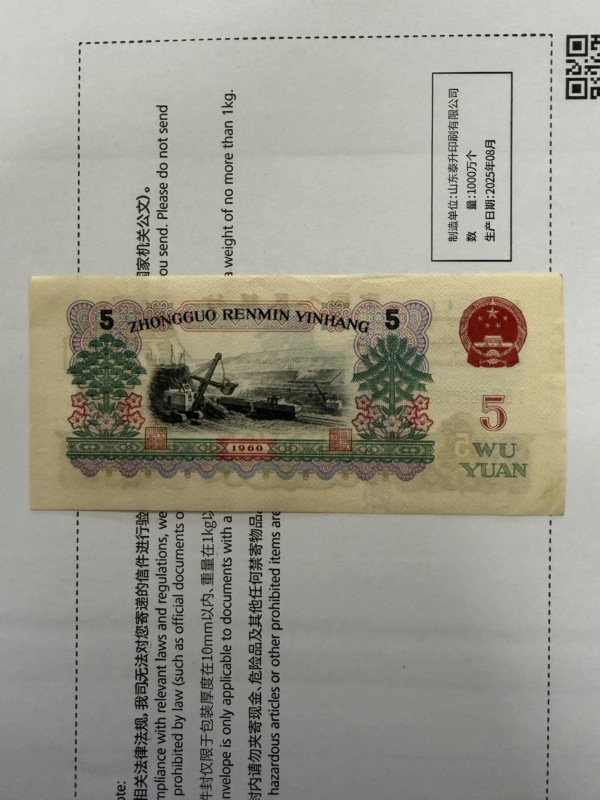 5
ZHONGGUO RENMIN YINHANG
5
1960
5
WU
YUAN
制造单位:山东泰升印刷有限公司
数 量:1000万个
生产日期:2025年08月
a weight of no more than 1kg.
ou send. Please do not send
国家机关公文)。
ote:
相关法律法规,我司无法对您寄递的信件进行验
mpliance with relevant laws and regulations, we
prohibited by law (such as official documents o
件封仅限于包装厚度在10mm以内、重量在1kg以
nvelope is only applicable to documents with a
封内请勿夹寄现金、危险品及其他任何禁寄物品
hazardous articles or other prohibited items are